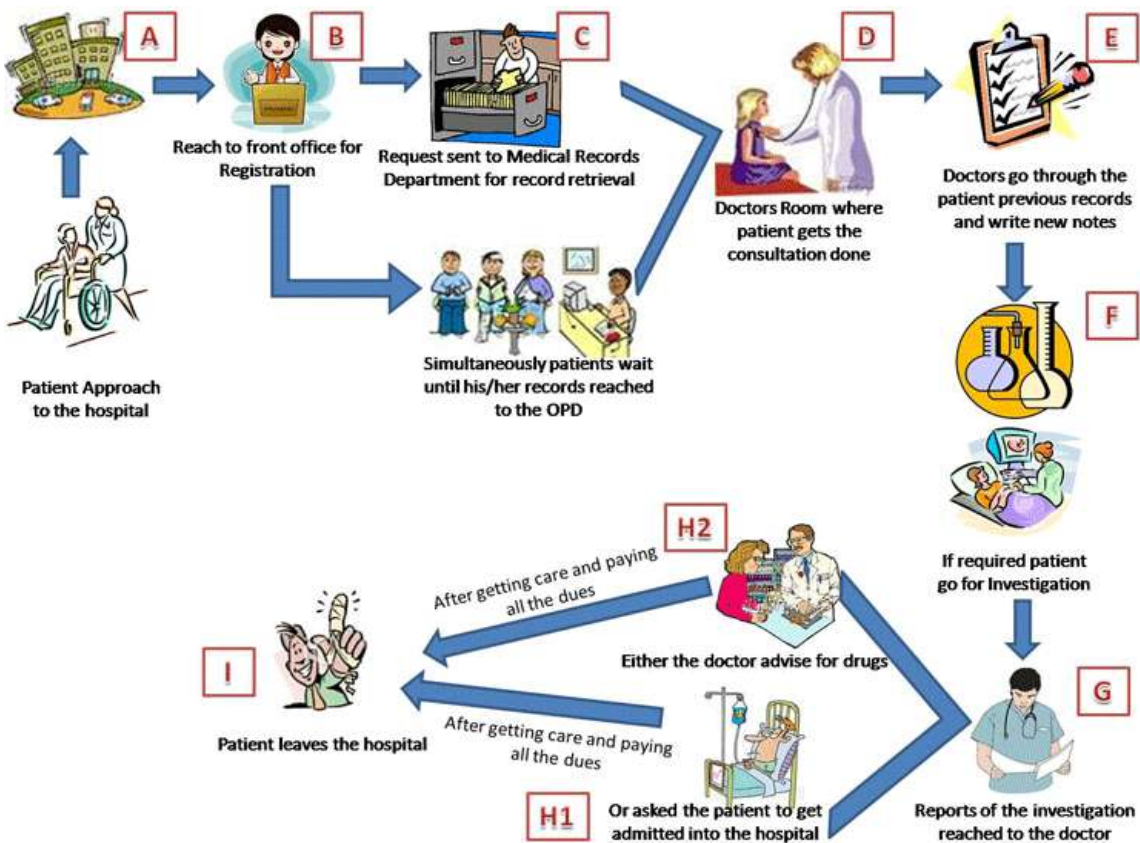 A
B
Reach to front office for
Registration
C
Request sent to Medical Records
Department for record retrieval
D
Doctors Room where
patient gets the
consultation done
E
Doctors go through the
patient previous records
and write new notes
Patient Approach
to the hospital
Simultaneously patients wait
until his/her records reached
to the OPD
F
If required patient
go for Investigation
G
Reports of the investigation
reached to the doctor
H2
Either the doctor advise for drugs
After getting care and paying
all the dues
H1
Or asked the patient to get
admitted into the hospital
After getting care and paying
all the dues
I
Patient leaves the hospital